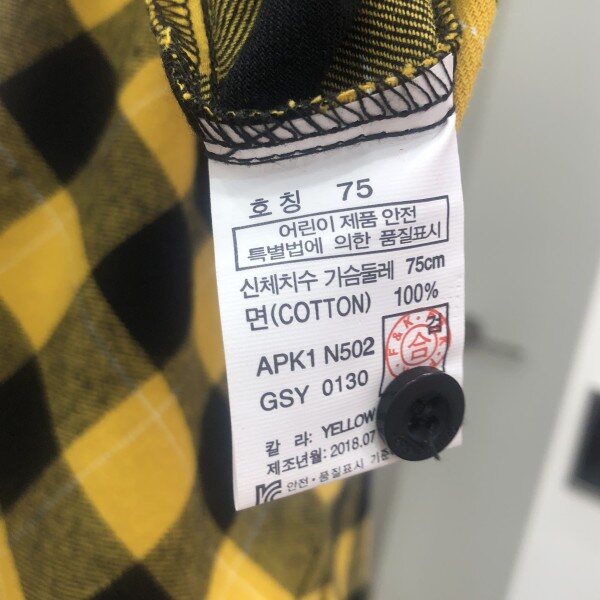 호칭 75
어린이 제품 안전
특별법에 의한 품질표시
신체치수 가슴둘레 75cm
면(COTTON) 100%
APK1 N502
GSY 0130
검
F&K
합
칼 라: YELLOW
제조년월: 2018.07
안전·품질표시